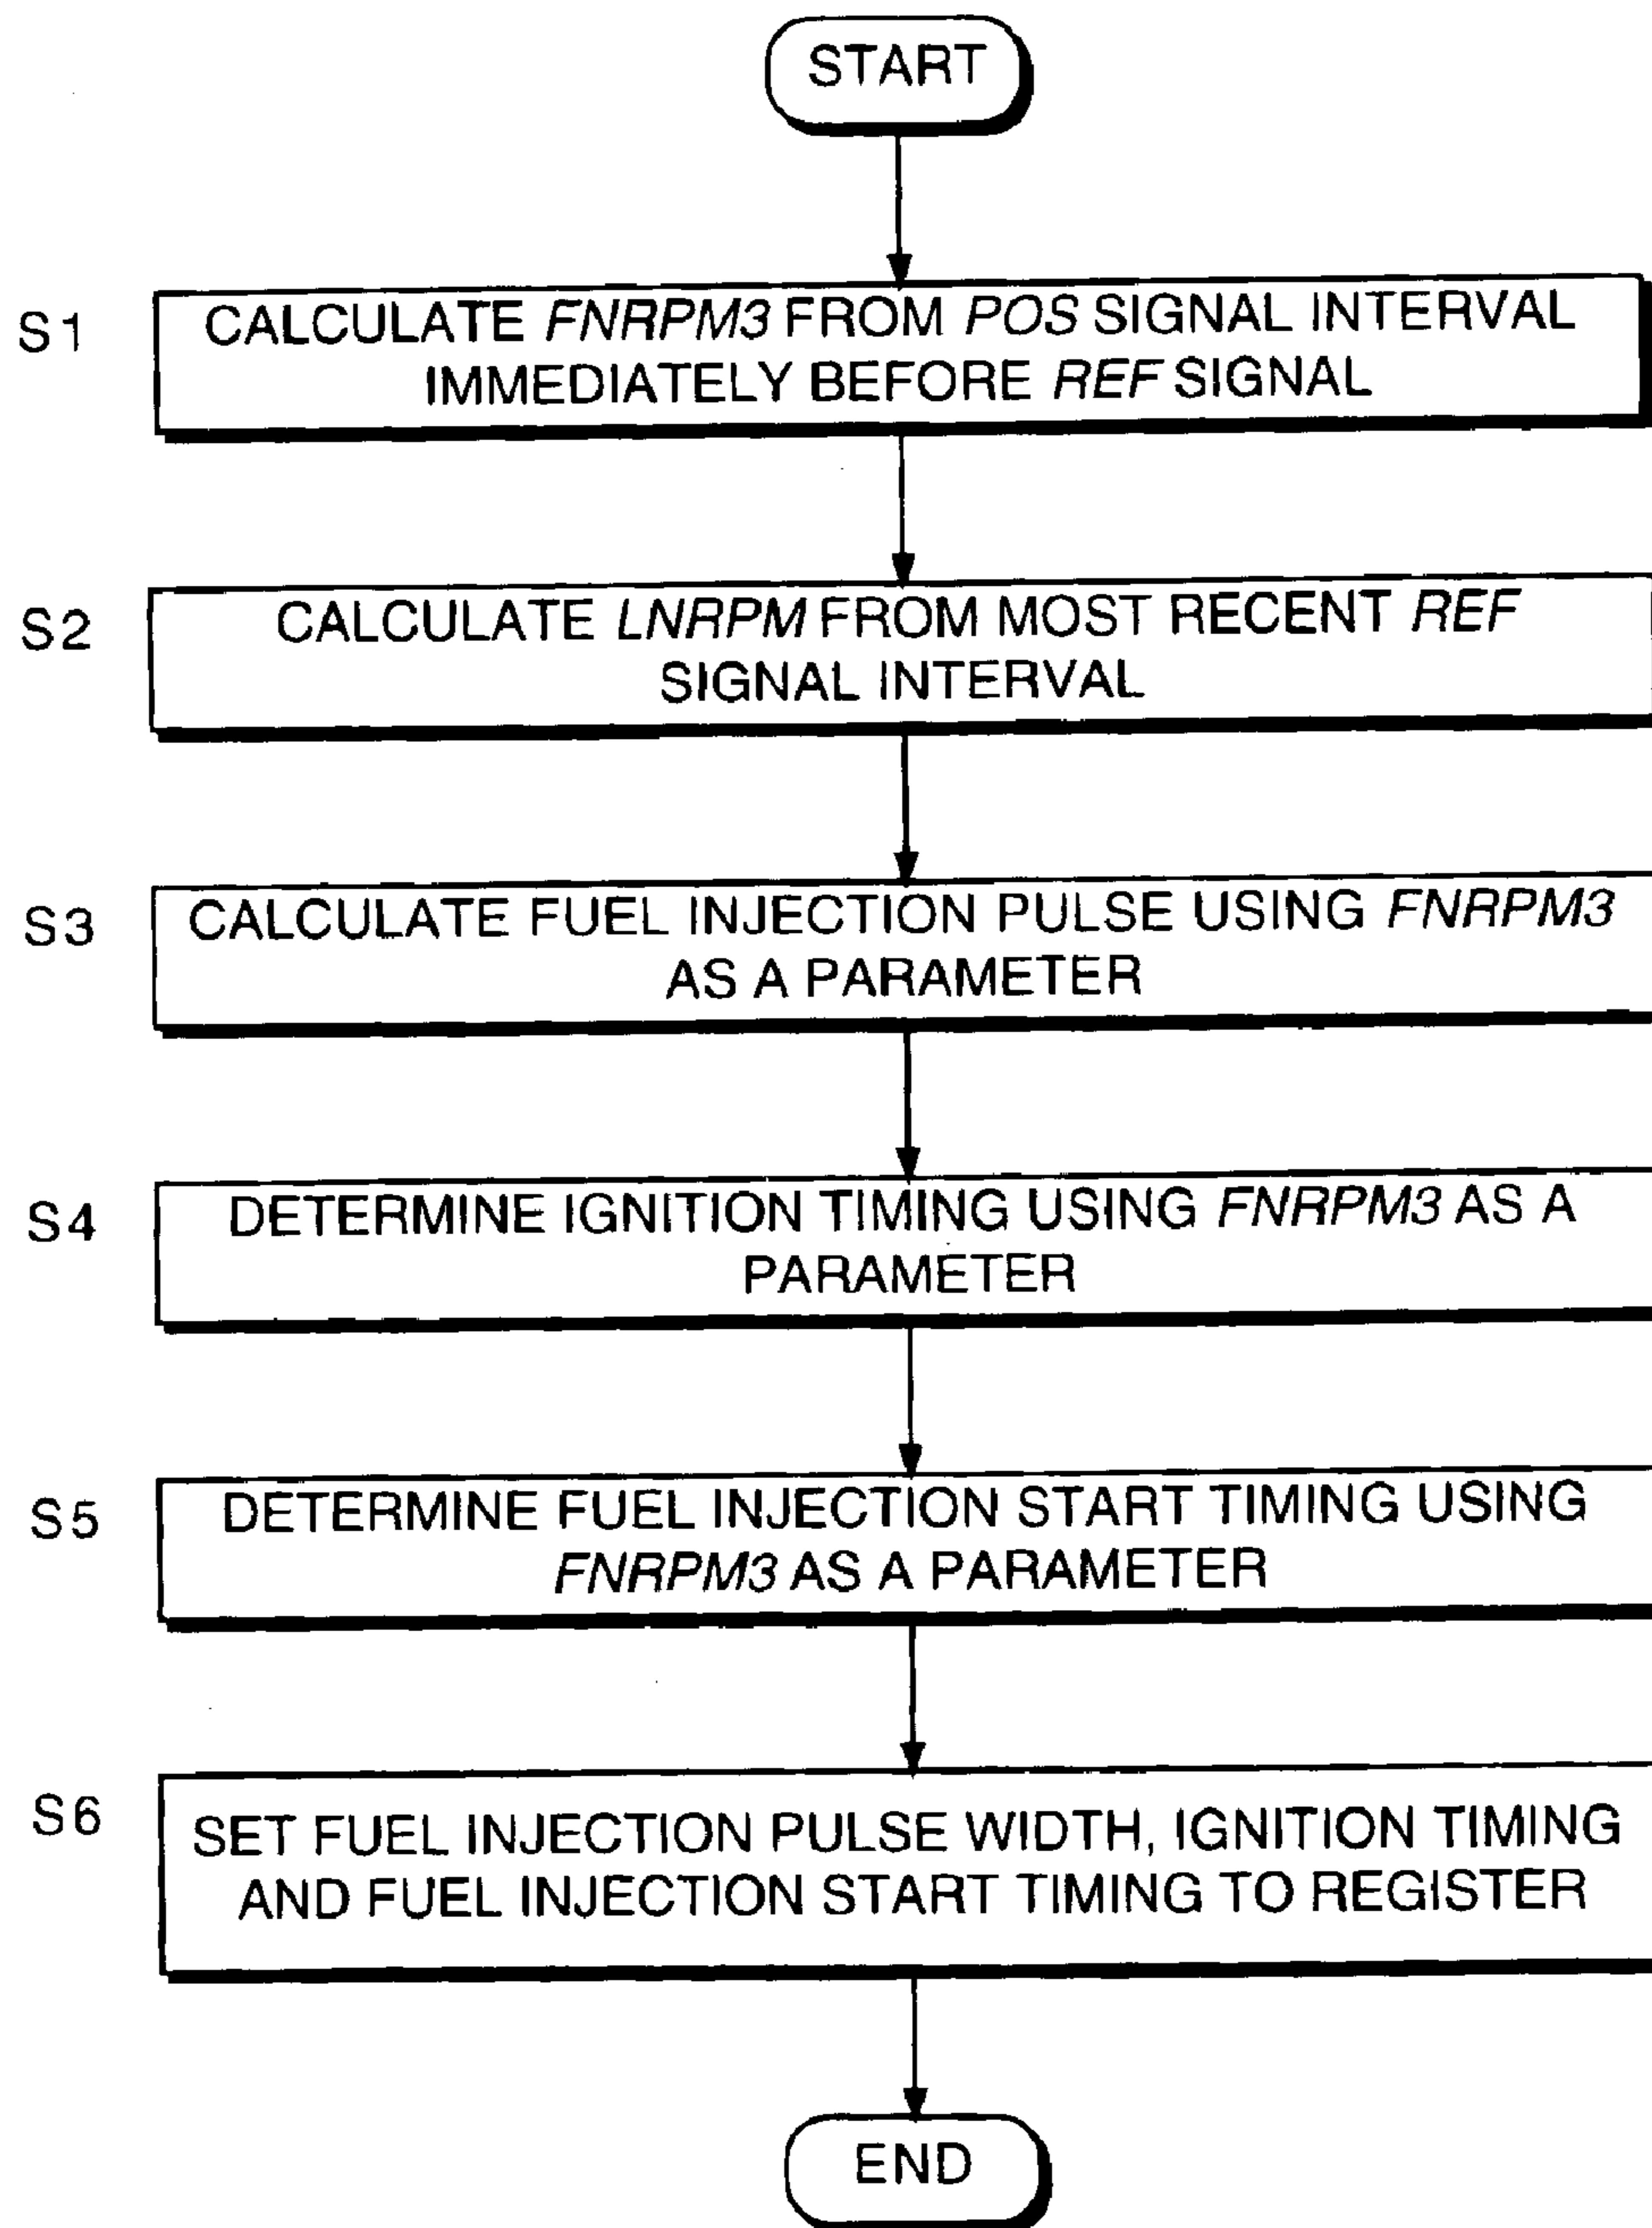 START
S1
CALCULATE FNRPM3 FROM POS SIGNAL INTERVAL
IMMEDIATELY BEFORE REF SIGNAL
S2
CALCULATE LNRPM FROM MOST RECENT REF
SIGNAL INTERVAL
S3
CALCULATE FUEL INJECTION PULSE USING FNRPM3
AS A PARAMETER
S4
DETERMINE IGNITION TIMING USING FNRPM3 AS A
PARAMETER
S5
DETERMINE FUEL INJECTION START TIMING USING
FNRPM3 AS A PARAMETER
S6
SET FUEL INJECTION PULSE WIDTH, IGNITION TIMING
AND FUEL INJECTION START TIMING TO REGISTER
END